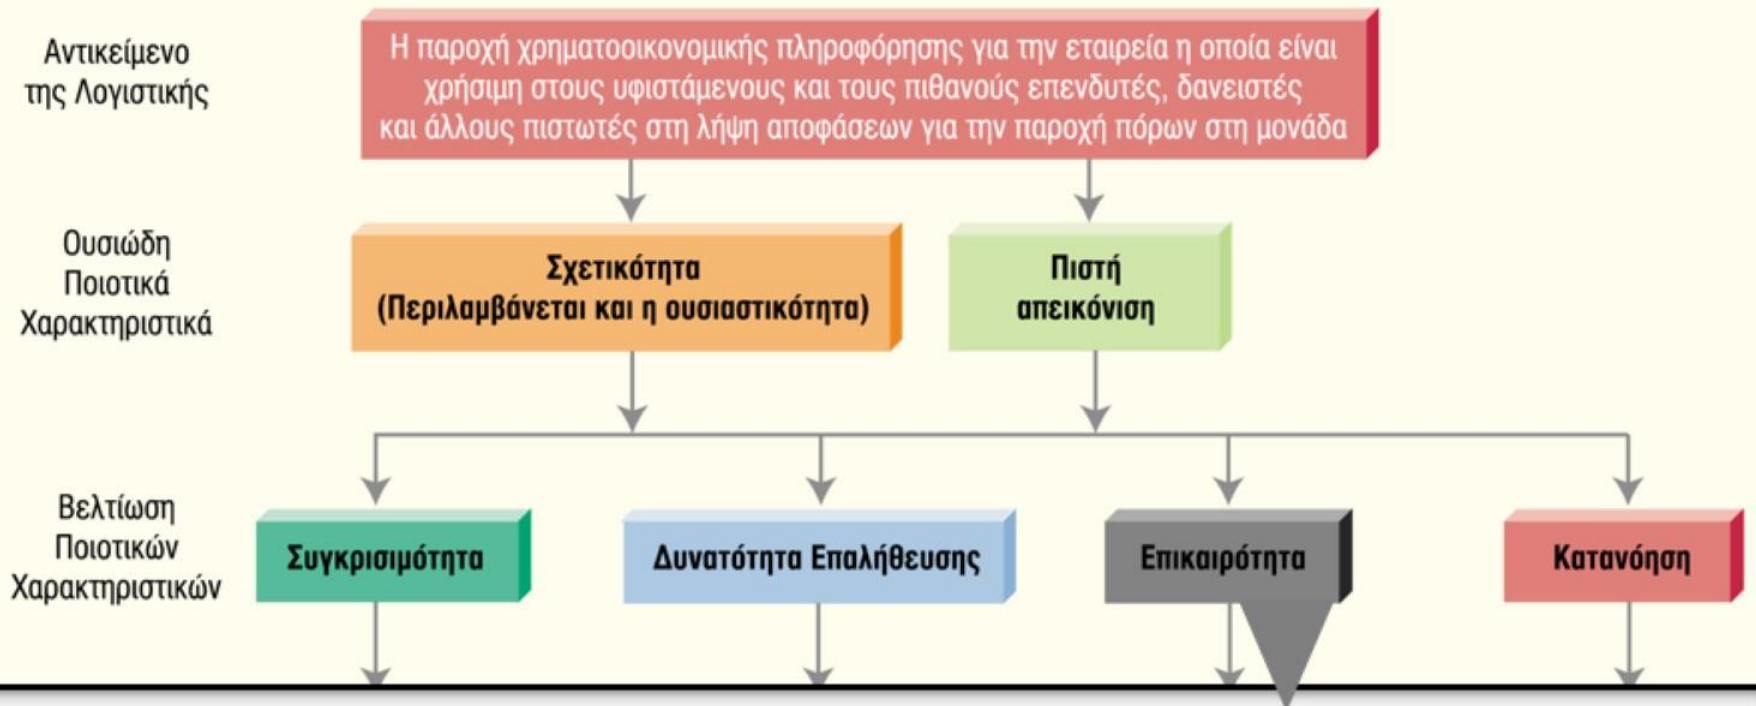 Αντικείμενο
της Λογιστικής
Η παροχή χρηματοοικονομικής πληροφόρησης για την εταιρεία η οποία είναι
χρήσιμη στους υφιστάμενους και τους πιθανούς επενδυτές, δανειστές
και άλλους πιστωτές στη λήψη αποφάσεων για την παροχή πόρων στη μονάδα
Ουσιώδη
Ποιοτικά
Χαρακτηριστικά
Σχετικότητα
(Περιλαμβάνεται και η ουσιαστικότητα)
Πιστή
απεικόνιση
Βελτίωση
Ποιοτικών
Χαρακτηριστικών
Συγκρισιμότητα
Δυνατότητα Επαλήθευσης
Επικαιρότητα
Κατανόηση